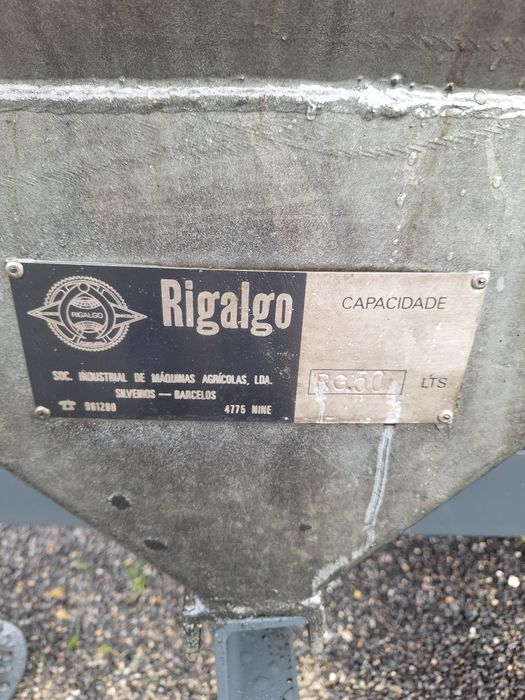 RIGALGO
Rigalgo
SOC. INDUSTRIAL DE MÁQUINAS AGRÍCOLAS, LDA.
SILVEIROS — BARCELOS
☎ 961280 4775 NINE
CAPACIDADE
LTS